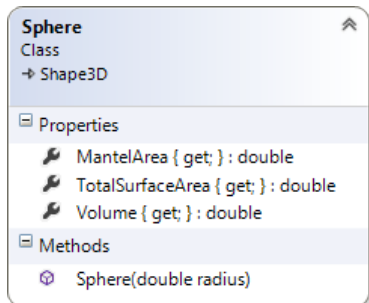 Sphere
Class
Shape3D
Properties
MantelArea { get; } : double
TotalSurfaceArea { get; } : double
Volume { get; } : double
Methods
Sphere(double radius)